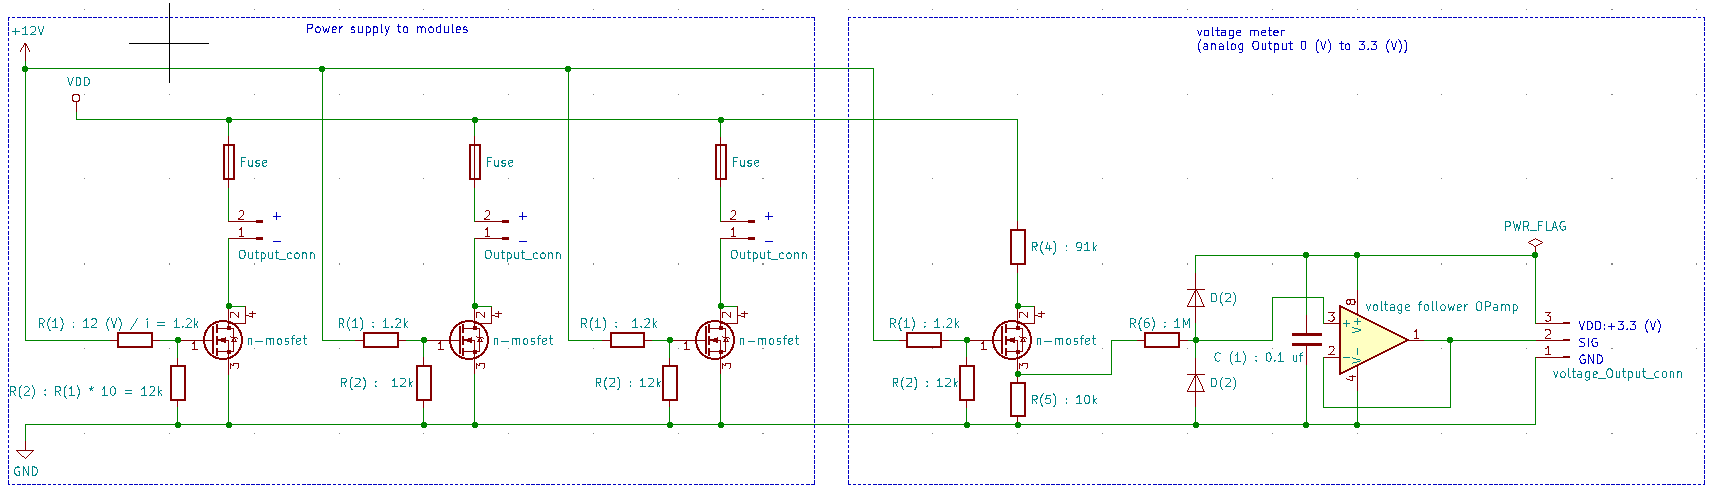 Power supply to modules
+12V
VDD
Fuse
2 +
1 -
Output_conn
R(1) : 12 (V) / i = 1.2k
2
4
1
n-mosfet
3
R(2) : R(1) * 10 = 12k
GND
Fuse
2 +
1 -
Output_conn
R(1) : 1.2k
2
4
1
n-mosfet
3
R(2) : 12k
Fuse
2 +
1 -
Output_conn
R(1) : 1.2k
2
4
1
n-mosfet
3
R(2) : 12k
voltage meter
(analog Output 0 (V) to 3.3 (V))
R(4) : 91k
R(1) : 1.2k
2
4
1
n-mosfet
3
R(2) : 12k
R(5) : 10k
R(6) : 1M
D(2)
D(2)
C (1) : 0.1 uf
voltage follower OPamp
8
V+
3 +
1
2 -
V-
4
PWR_FLAG
3 VDD:+3.3 (V)
2 SIG
1 GND
voltage_Output_conn